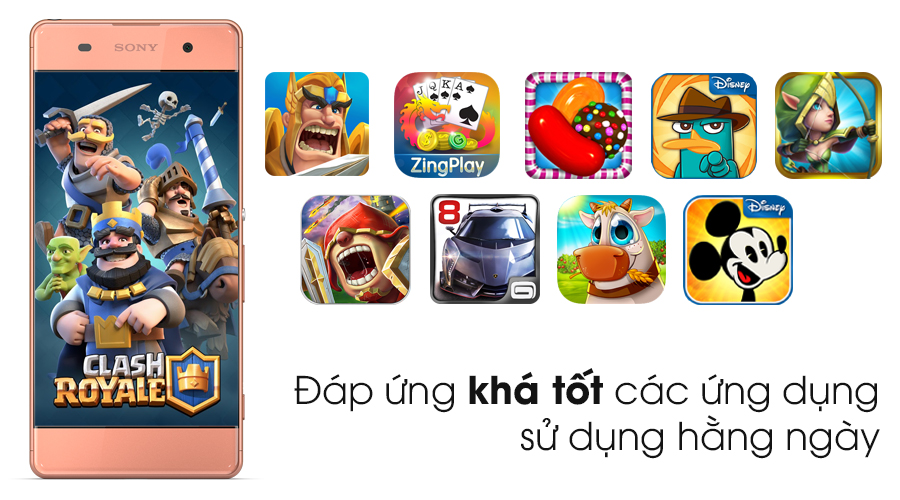 SONY
CLASH
ROYALE
J Q K A
ZingPlay
Disney
8
Disney
Đáp ứng khá tốt các ứng dụng
sử dụng hằng ngày